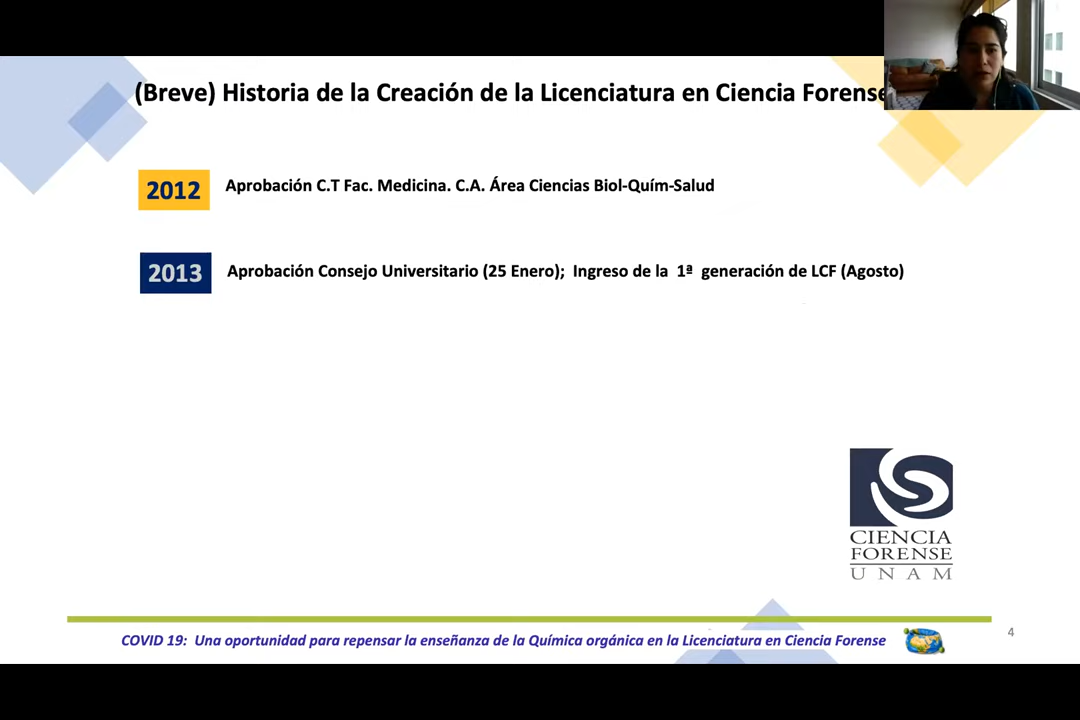 (Breve) Historia de la Creación de la Licenciatura en Ciencia Forense
2012
Aprobación C.T Fac. Medicina. C.A. Área Ciencias Biol-Quím-Salud
2013
Aprobación Consejo Universitario (25 Enero); Ingreso de la 1ª generación de LCF (Agosto)
CIENCIA
FORENSE
UNAM
COVID 19: Una oportunidad para repensar la enseñanza de la Química orgánica en la Licenciatura en Ciencia Forense
4